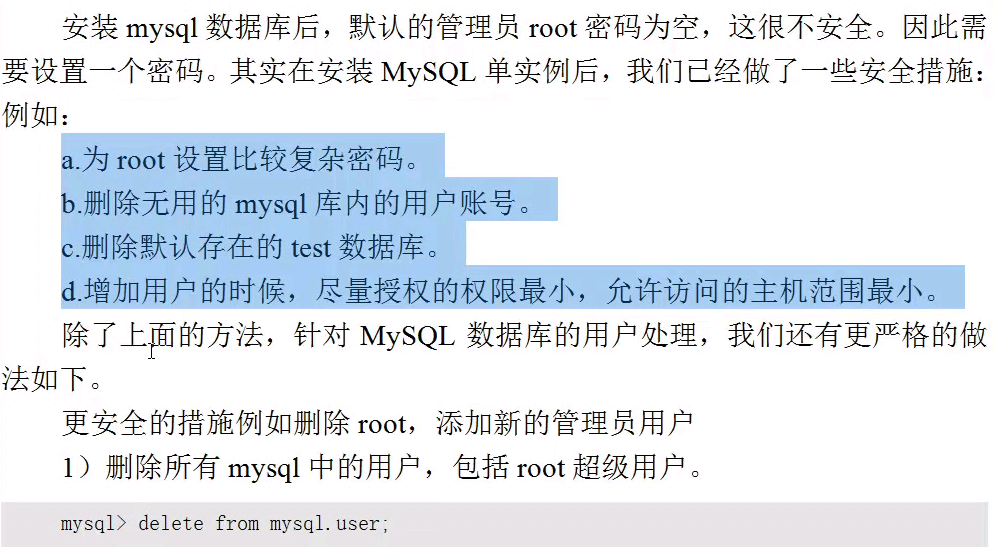 安装 mysql 数据库后，默认的管理员 root 密码为空，这很不安全。因此需
要设置一个密码。其实在安装 MySQL 单实例后，我们已经做了一些安全措施：
例如：
a.为 root 设置比较复杂密码。
b.删除无用的 mysql 库内的用户账号。
c.删除默认存在的 test 数据库。
d.增加用户的时候，尽量授权的权限最小，允许访问的主机范围最小。
除了上面的方法，针对 MySQL 数据库的用户处理，我们还有更严格的做
法如下。
更安全的措施例如删除 root，添加新的管理员用户
1）删除所有 mysql 中的用户，包括 root 超级用户。
mysql> delete from mysql.user;